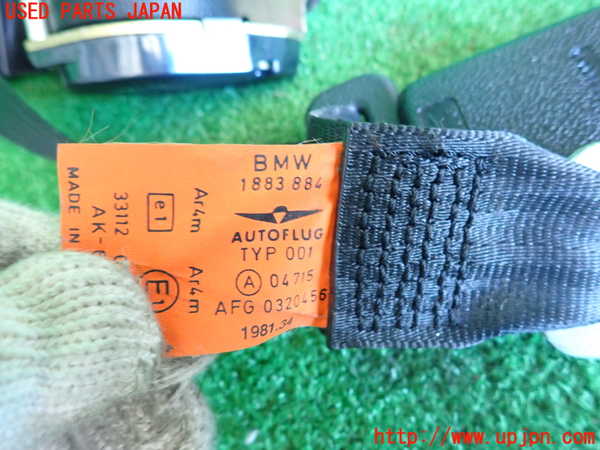 USED PARTS JAPAN
BMW
1883 884
AUTOFLUG
TYP 001
A 04715
AFG 0320456
1981.34
Ar4m
e1
Ar4m
E1
33112
AK-
MADE IN
http://www.upjpn.com/